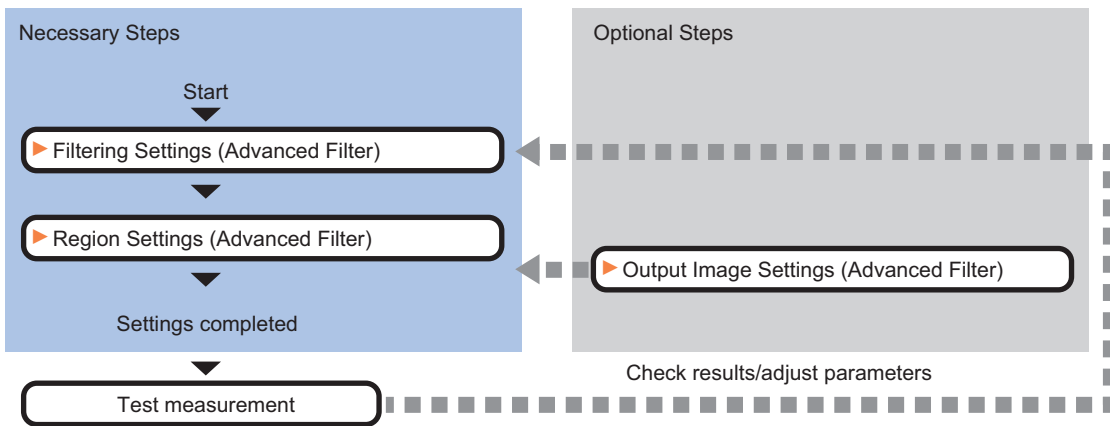 Necessary Steps
Optional Steps
Start
Filtering Settings (Advanced Filter)
Region Settings (Advanced Filter)
Output Image Settings (Advanced Filter)
Settings completed
Check results/adjust parameters
Test measurement